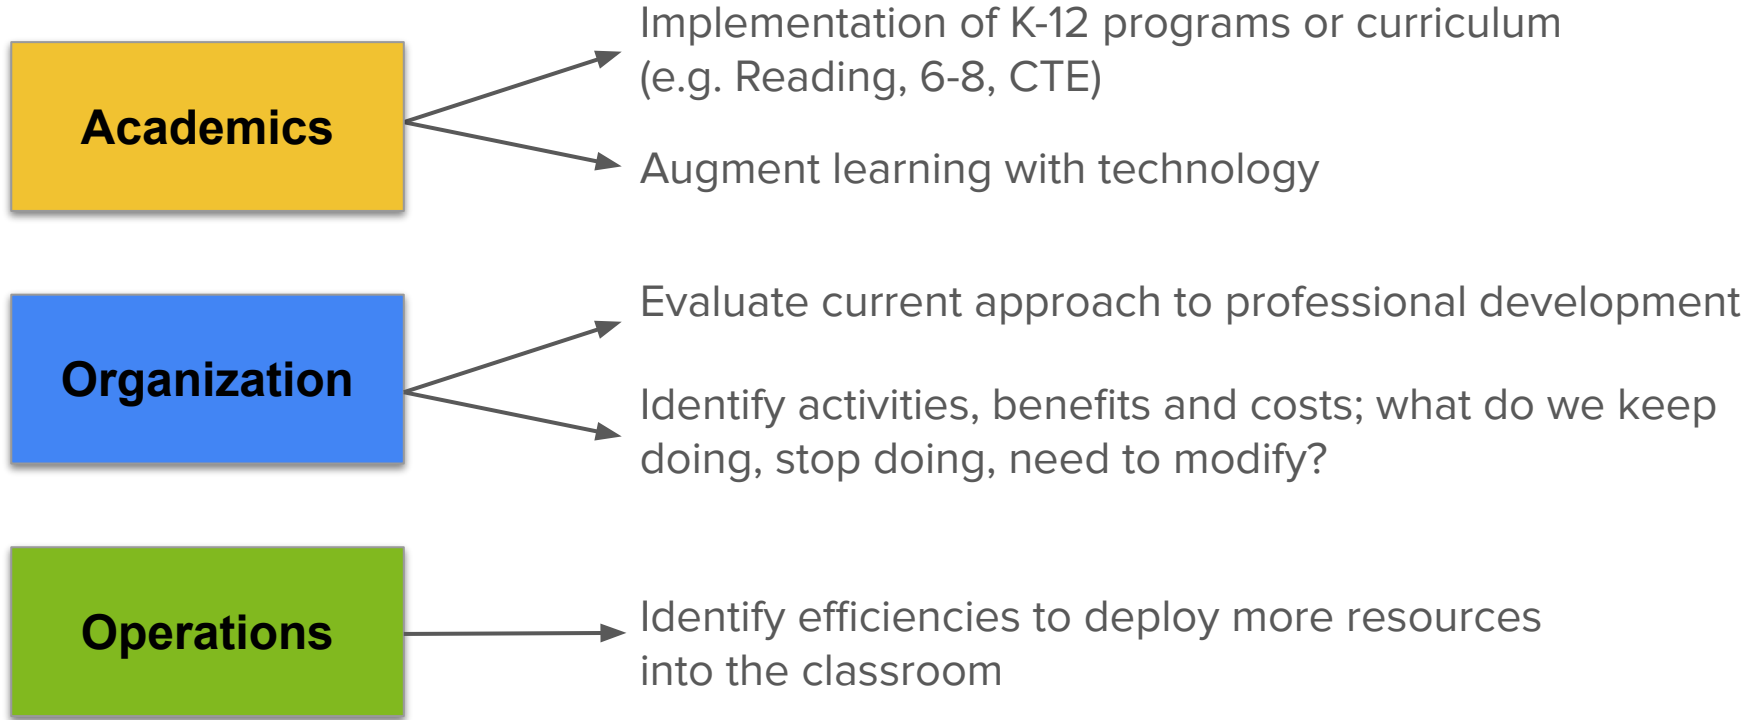 Academics
Implementation of K-12 programs or curriculum
(e.g. Reading, 6-8, CTE)
Augment learning with technology
Organization
Evaluate current approach to professional development
Identify activities, benefits and costs; what do we keep
doing, stop doing, need to modify?
Operations
Identify efficiencies to deploy more resources
into the classroom